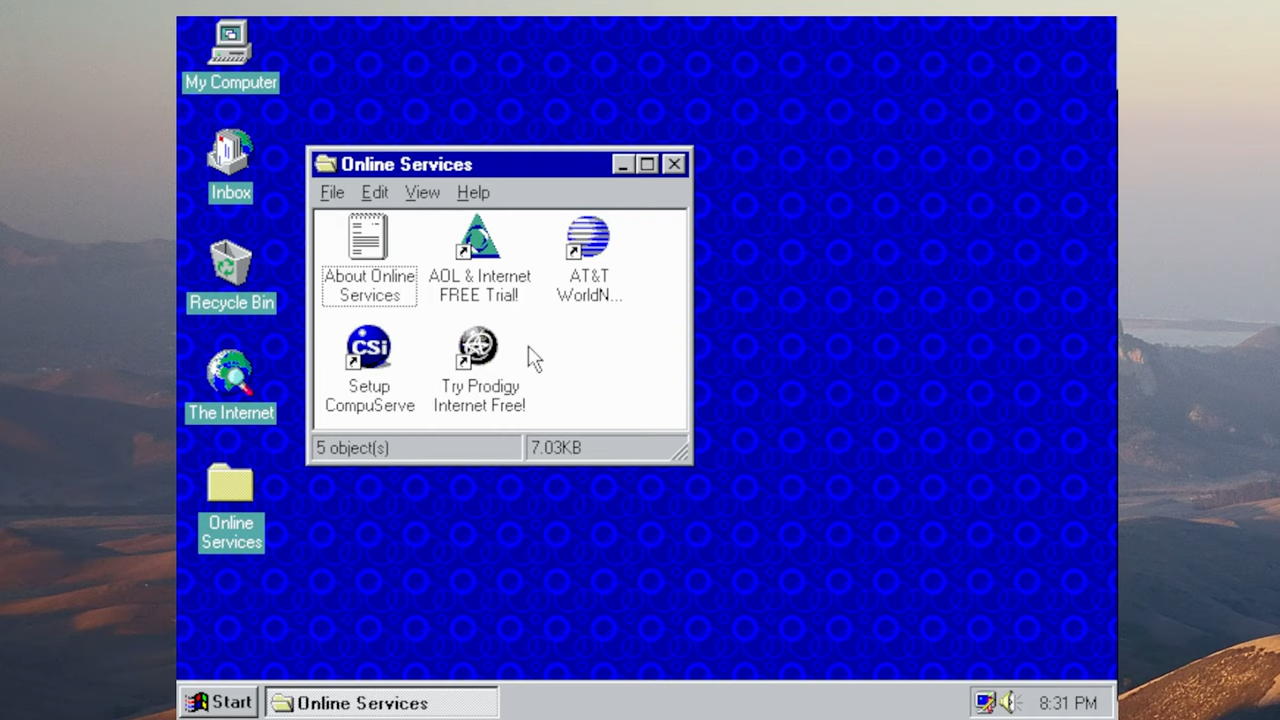 My Computer
Inbox
Recycle Bin
The Internet
Online
Services
Online Services
File Edit View Help
About Online
Services
AOL & Internet
FREE Trial!
AT&T
WorldN...
CSi
Setup
CompuServe
Try Prodigy
Internet Free!
5 object(s) 7.03KB
Start Online Services 8:31 PM